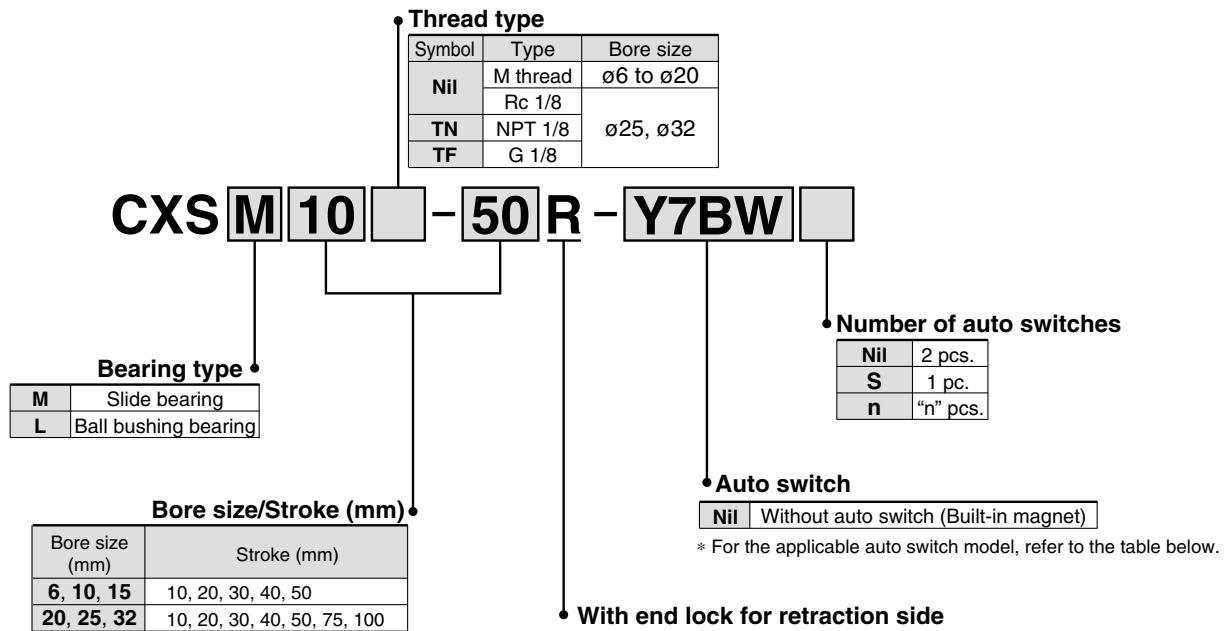 Thread type
Symbol Type Bore size
Nil M thread ø6 to ø20
Rc 1/8 ø25, ø32
TN NPT 1/8
TF G 1/8
CXS M 10 - 50 R - Y7BW
Number of auto switches
Nil 2 pcs.
S 1 pc.
n “n” pcs.
Bearing type
M Slide bearing
L Ball bushing bearing
Auto switch
Nil Without auto switch (Built-in magnet)
* For the applicable auto switch model, refer to the table below.
Bore size/Stroke (mm)
Bore size (mm) Stroke (mm)
6, 10, 15 10, 20, 30, 40, 50
20, 25, 32 10, 20, 30, 40, 50, 75, 100
With end lock for retraction side